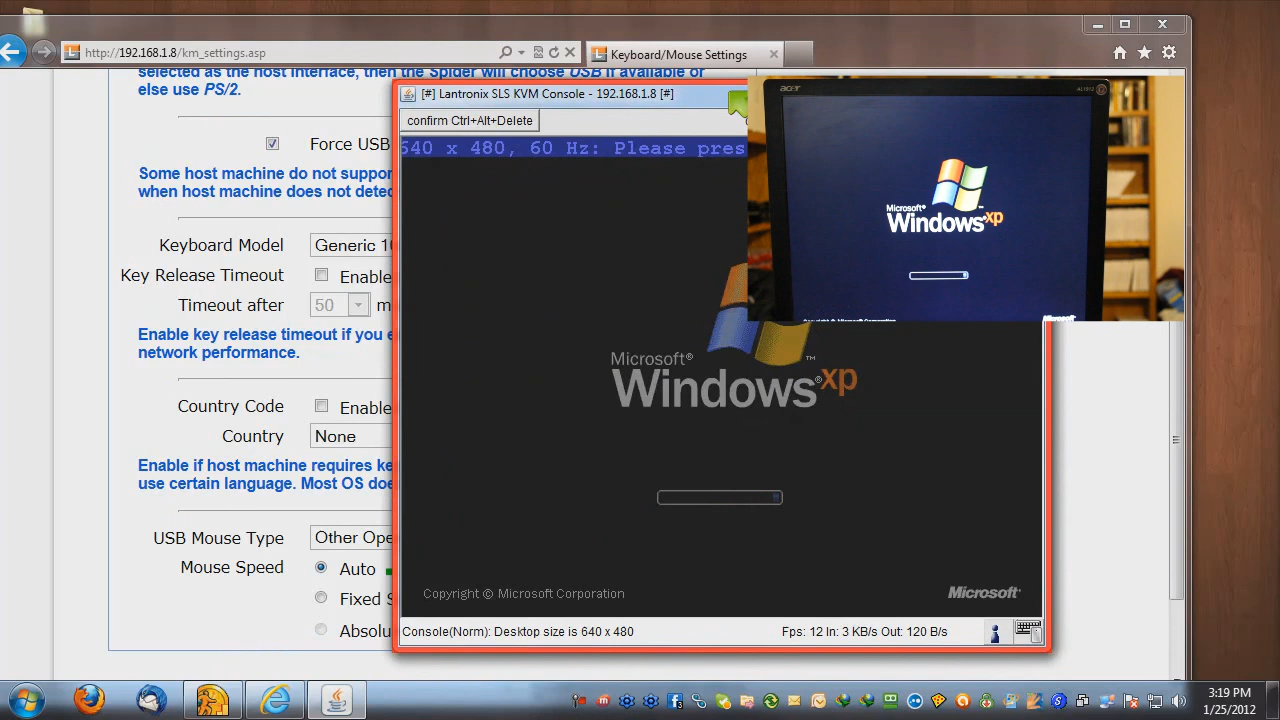 http://192.168.1.8/km_settings.asp
Keyboard/Mouse Settings
selected as the host interface, then the Spider will choose USB if available or
else use PS/2.
Force USB
Some host machine do not suppor
when host machine does not detec
Keyboard Model
Generic 10
Key Release Timeout
Enable
Timeout after
50
m
Enable key release timeout if you e
network performance.
Country Code
Enable
Country
None
Enable if host machine requires ke
use certain language. Most OS doe
USB Mouse Type
Other Ope
Mouse Speed
Auto
Fixed S
Absolu
[#] Lantronix SLS KVM Console - 192.168.1.8 [#]
confirm Ctrl+Alt+Delete
640 x 480, 60 Hz: Please pres
Microsoft®
Windows® xp ™
Copyright © Microsoft Corporation
Microsoft®
Console(Norm): Desktop size is 640 x 480
Fps: 12 In: 3 KB/s Out: 120 B/s
acer
Microsoft®
Windows xp
Copyright © Microsoft Corporation
Microsoft
3:19 PM
1/25/2012